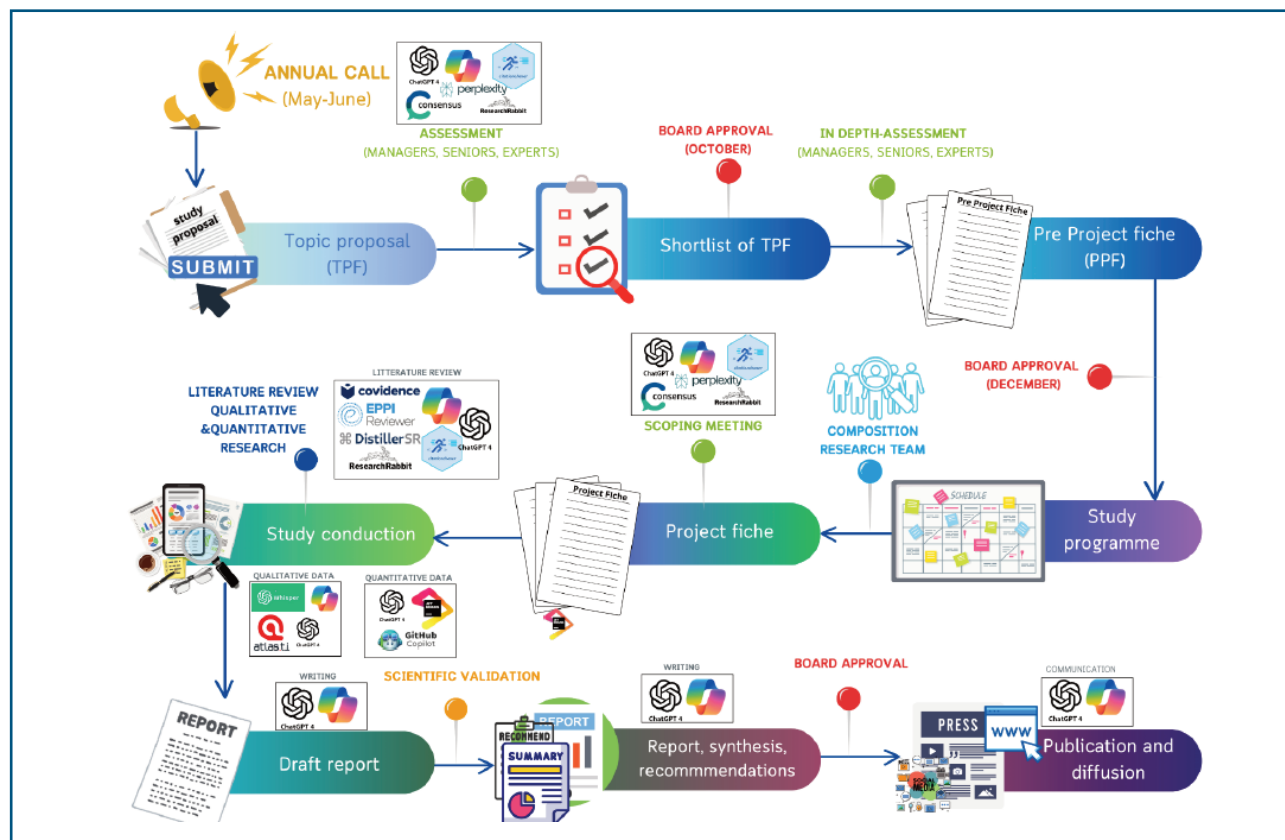 ANNUAL CALL
(May-June)
ChatGPT 4
perplexity
consensus
ResearchRabbit
ASSESSMENT
(MANAGERS, SENIORS, EXPERTS)
BOARD APPROVAL
(OCTOBER)
IN DEPTH-ASSESSMENT
(MANAGERS, SENIORS, EXPERTS)
study
proposal
SUBMIT
Topic proposal
(TPF)
Shortlist of TPF
Pre Project Fiche
Pre Project fiche
(PPF)
LITERATURE REVIEW
QUALITATIVE
&QUANTITATIVE
RESEARCH
LITTERATURE REVIEW
covidence
EPPI
Reviewer
DistillerSR
ChatGPT 4
ResearchRabbit
ChatGPT 4
perplexity
consensus
ResearchRabbit
SCOPING MEETING
COMPOSITION
RESEARCH TEAM
BOARD APPROVAL
(DECEMBER)
Study conduction
Project Fiche
Project fiche
SCHEDULE
Study
programme
QUALITATIVE DATA
whisper
atlas.ti
ChatGPT 4
QUANTITATIVE DATA
ChatGPT 4
GitHub
Copilot
WRITING
ChatGPT 4
SCIENTIFIC VALIDATION
WRITING
ChatGPT 4
BOARD APPROVAL
COMMUNICATION
ChatGPT 4
REPORT
Draft report
REPORT
RECOMMEND
SUMMARY
Report, synthesis,
recommmendations
PRESS
WWW
SOCIAL
MEDIA
Publication and
diffusion